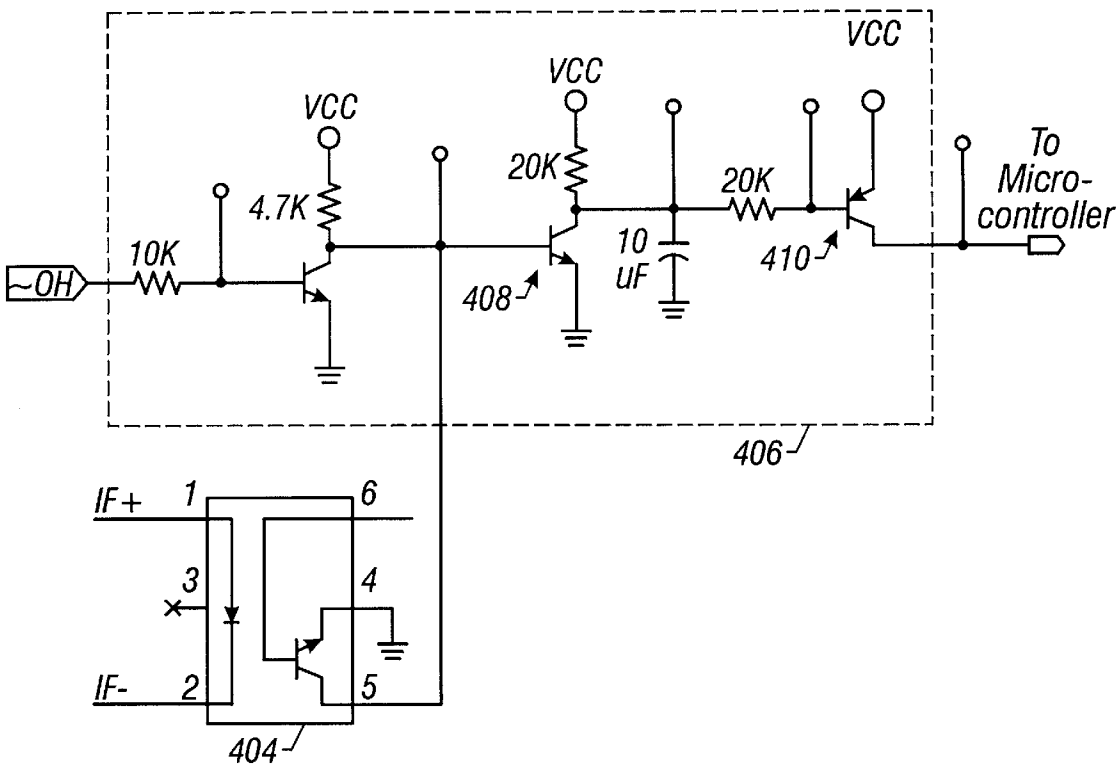 VCC
VCC
VCC
To
Micro-
controller
4.7K
20K
20K
10K
~OH
408
10
uF
410
406
IF+
1
6
3
4
IF-
2
5
404